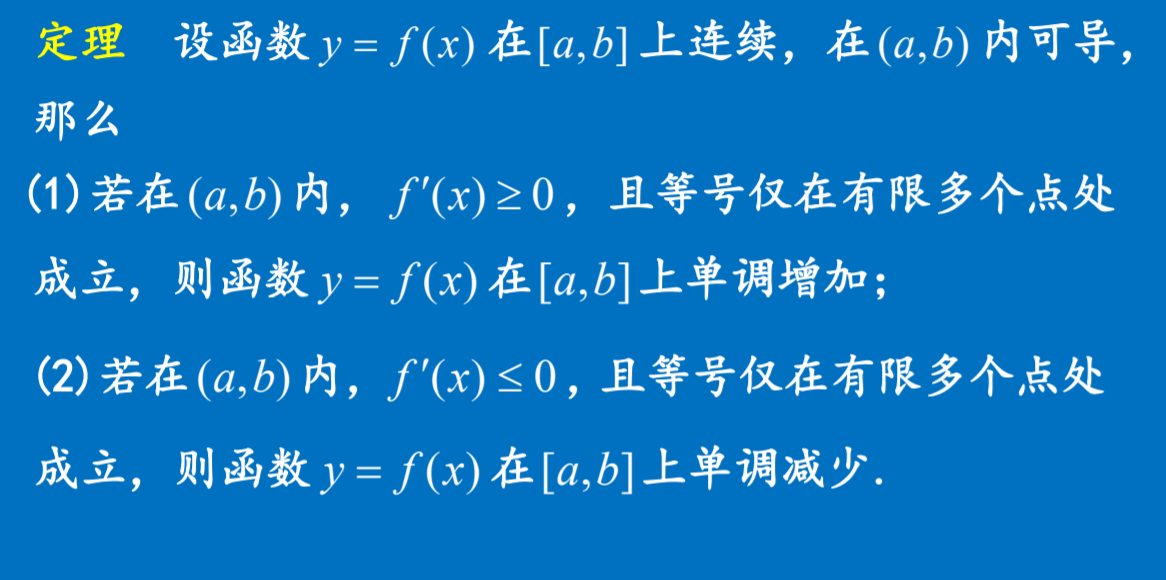 定理 设函数 y = f(x) 在[a,b]上连续，在(a,b)内可导，
那么
(1)若在(a,b)内， f′(x)≥0，且等号仅在有限多个点处
成立，则函数 y = f(x) 在[a,b]上单调增加；
(2)若在(a,b)内，f′(x)≤0，且等号仅在有限多个点处
成立，则函数 y = f(x) 在[a,b]上单调减少.